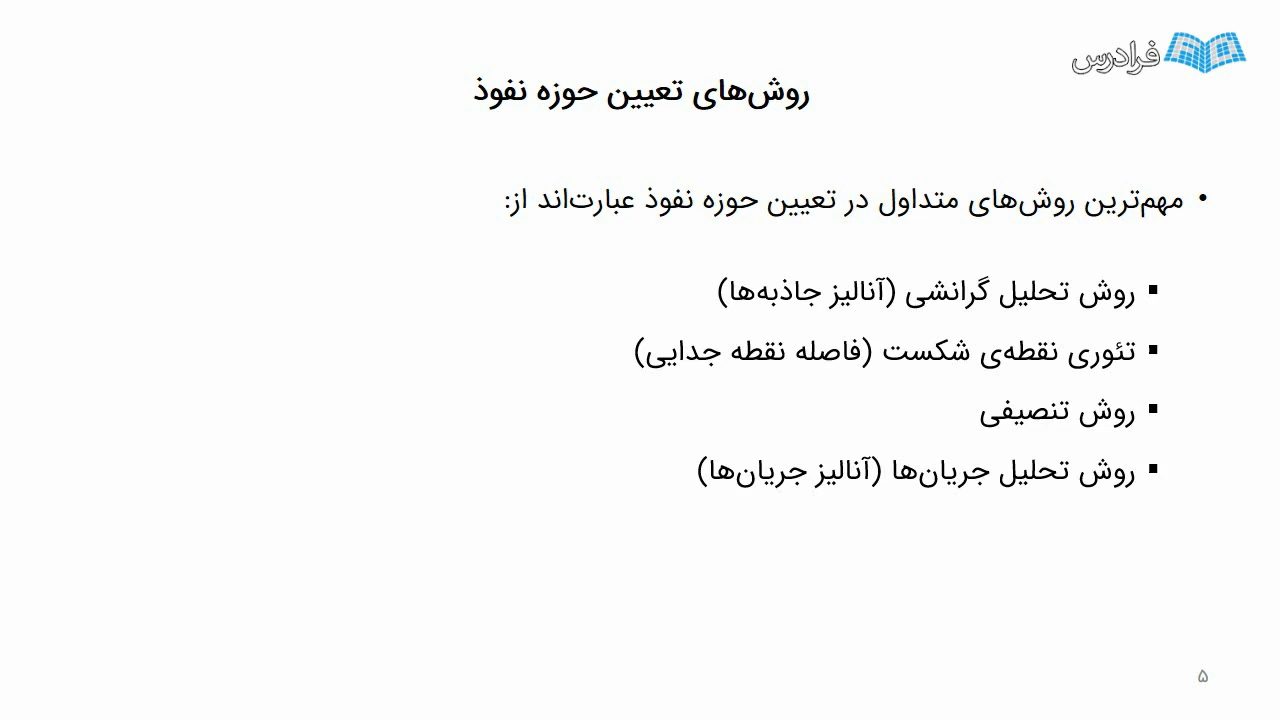 فرادرس
روش‌های تعیین حوزه نفوذ
• مهم‌ترین روش‌های متداول در تعیین حوزه نفوذ عبارت‌اند از:
▪ روش تحلیل گرانشی (آنالیز جاذبه‌ها)
▪ تئوری نقطه‌ی شکست (فاصله نقطه جدایی)
▪ روش تنصیفی
▪ روش تحلیل جریان‌ها (آنالیز جریان‌ها)
۵